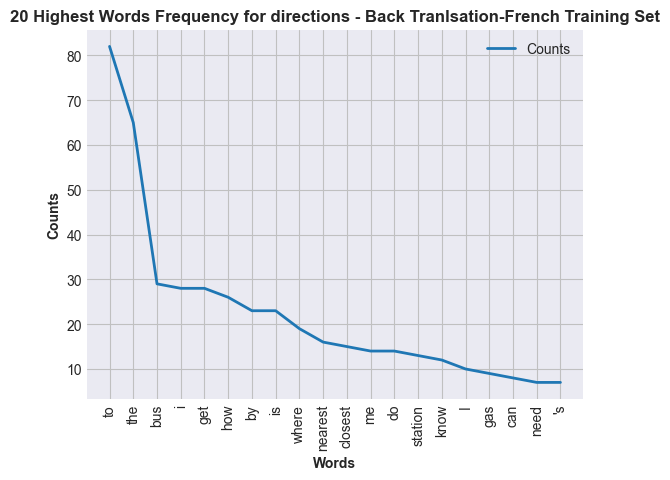 20 Highest Words Frequency for directions - Back Tranlsation-French Training Set
Counts
80
70
60
50
40
30
20
10
Counts
to
the
bus
i
get
how
by
is
where
nearest
closest
me
do
station
know
I
gas
can
need
's
Words